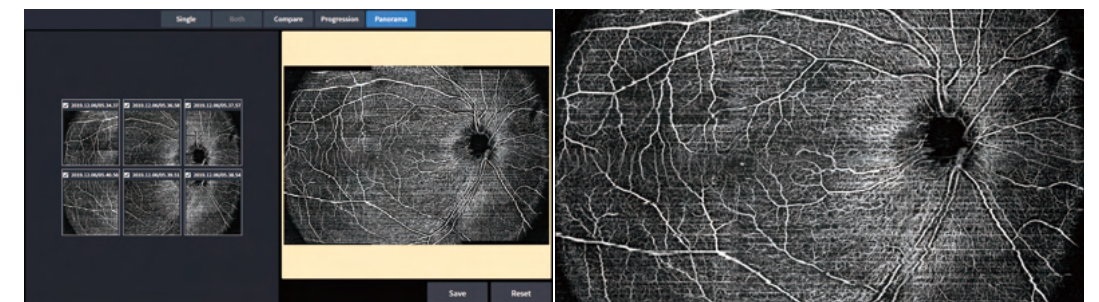 Single Both Compare Progression Panorama
2019.12.06/05.34.37 2019.12.06/05.36.50 2019.12.06/05.37.57
2019.12.06/05.40.56 2019.12.06/05.39.51 2019.12.06/05.38.54
Save Reset